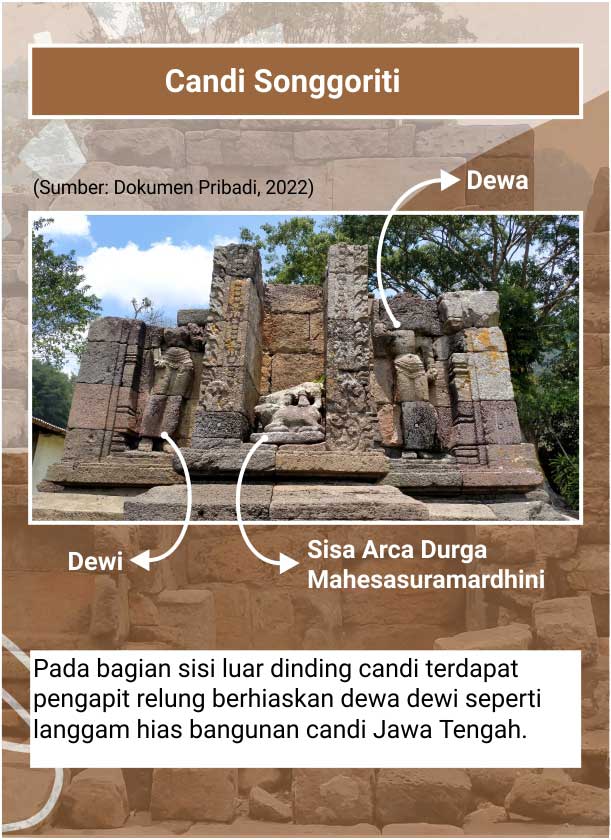 Candi Songgoriti
(Sumber: Dokumen Pribadi, 2022)
Dewa
Dewi
Sisa Arca Durga
Mahesasuramardhini
Pada bagian sisi luar dinding candi terdapat
pengapit relung berhiaskan dewa dewi seperti
langgam hias bangunan candi Jawa Tengah.